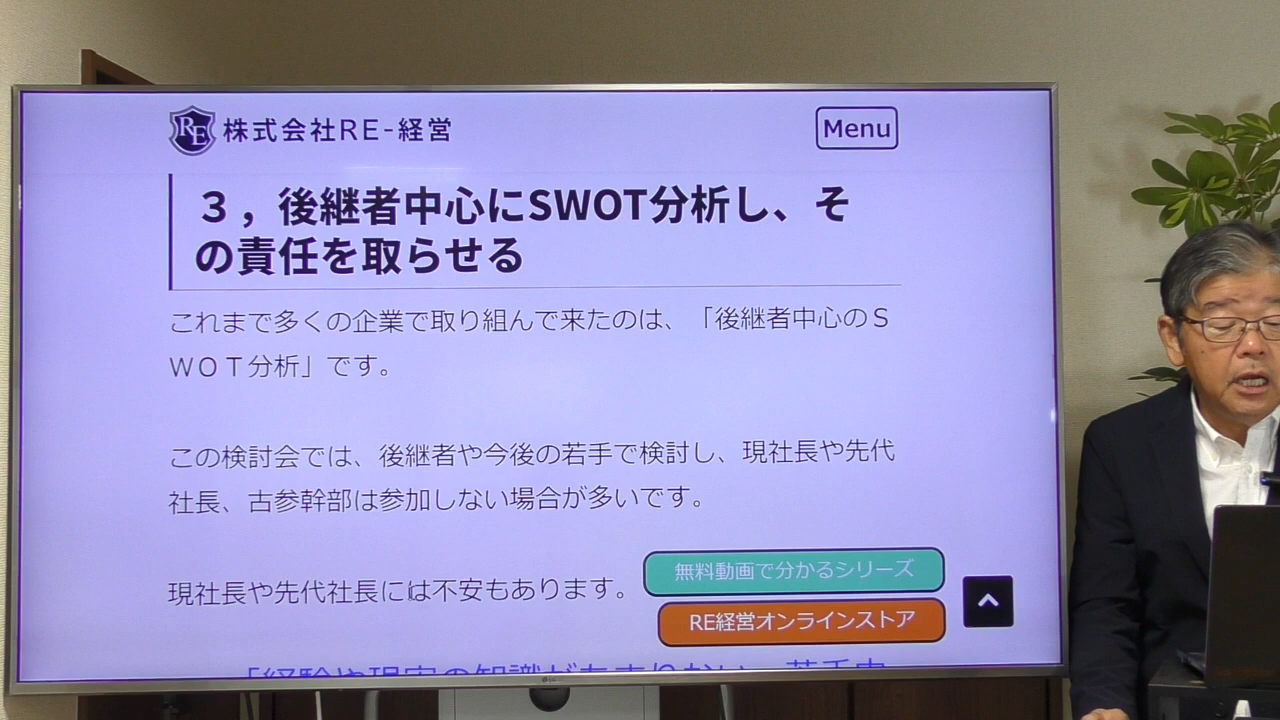 RE 株式会社RE-経営
Menu
３，後継者中心にSWOT分析し、そ
の責任を取らせる
これまで多くの企業で取り組んで来たのは、「後継者中心のＳ
ＷＯＴ分析」です。
この検討会では、後継者や今後の若手で検討し、現社長や先代
社長、古参幹部は参加しない場合が多いです。
現社長や先代社長には不安もあります。
無料動画で分かるシリーズ
RE経営オンラインストア
LG